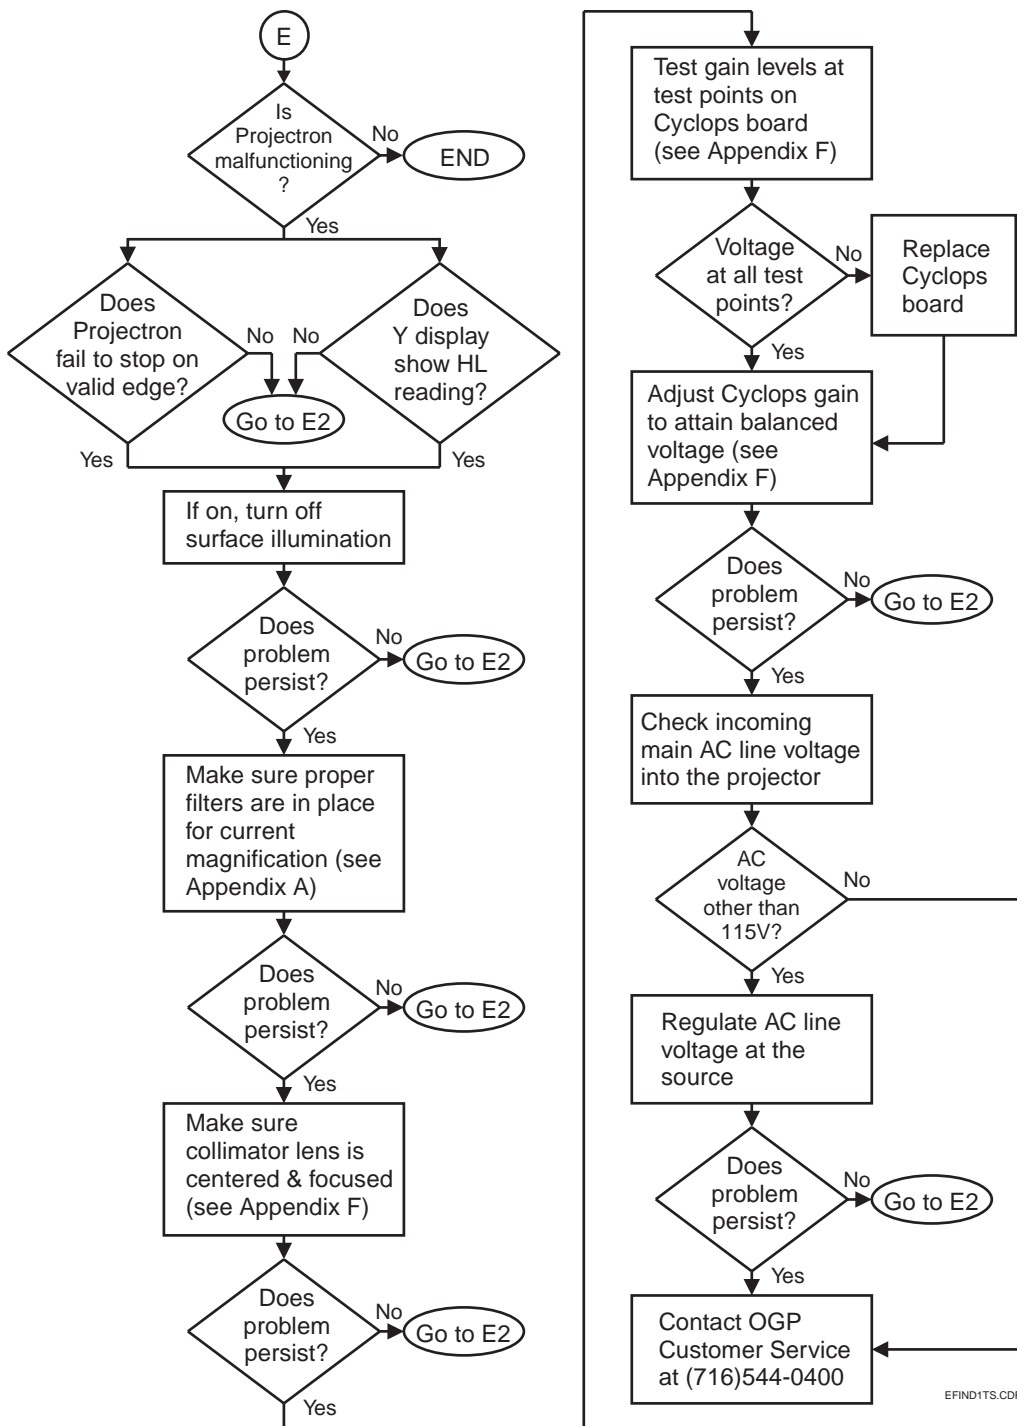 E
Is
Projectron
malfunctioning
?
No
END
Yes
Does
Projectron
fail to stop on
valid edge?
No
Does
Y display
show HL
reading?
No
Go to E2
Yes
Yes
If on, turn off
surface illumination
Does
problem
persist?
No
Go to E2
Yes
Make sure proper
filters are in place
for current
magnification (see
Appendix A)
Does
problem
persist?
No
Go to E2
Yes
Make sure
collimator lens is
centered & focused
(see Appendix F)
Does
problem
persist?
No
Go to E2
Yes
Test gain levels at
test points on
Cyclops board
(see Appendix F)
Voltage
at all test
points?
No
Replace
Cyclops
board
Yes
Adjust Cyclops gain
to attain balanced
voltage (see
Appendix F)
Does
problem
persist?
No
Go to E2
Yes
Check incoming
main AC line voltage
into the projector
AC
voltage
other than
115V?
No
Yes
Regulate AC line
voltage at the
source
Does
problem
persist?
No
Go to E2
Yes
Contact OGP
Customer Service
at (716)544-0400
EFIND1TS.CDR